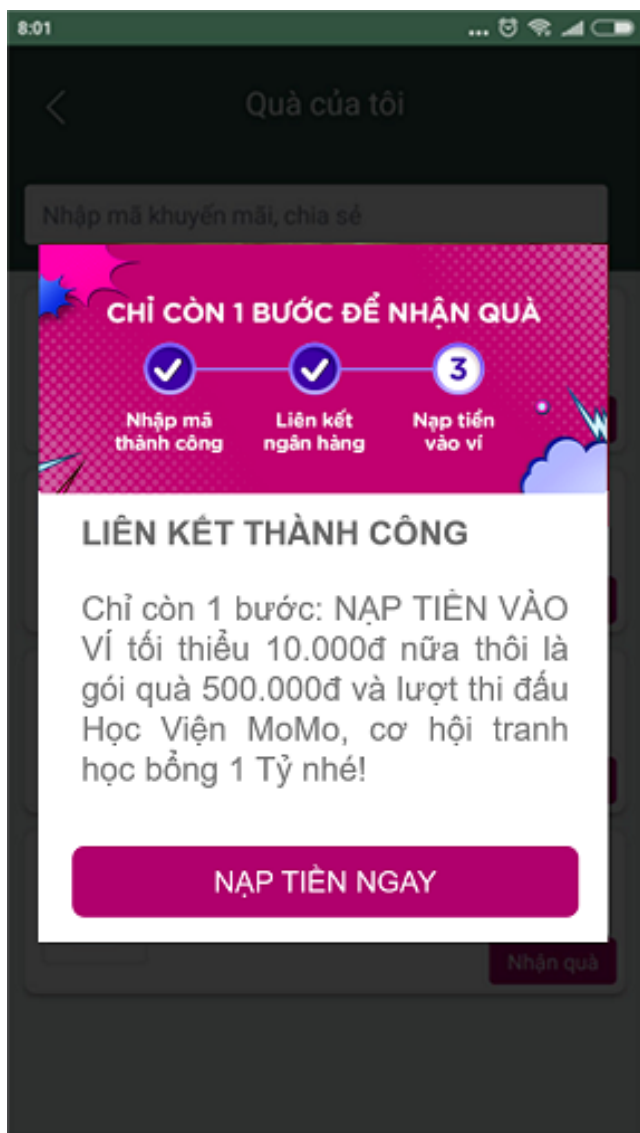 8:01
...
Quà của tôi
Nhập mã khuyến mãi, chia sẻ
CHỈ CÒN 1 BƯỚC ĐỂ NHẬN QUÀ
3
Nhập mã Liên kết Nạp tiền
thành công ngân hàng vào ví
LIÊN KẾT THÀNH CÔNG
Chỉ còn 1 bước: NẠP TIỀN VÀO
VÍ tối thiểu 10.000đ nữa thôi là
gói quà 500.000đ và lượt thi đấu
Học Viện MoMo, cơ hội tranh
học bổng 1 Tỷ nhé!
NẠP TIỀN NGAY
Nhận quà